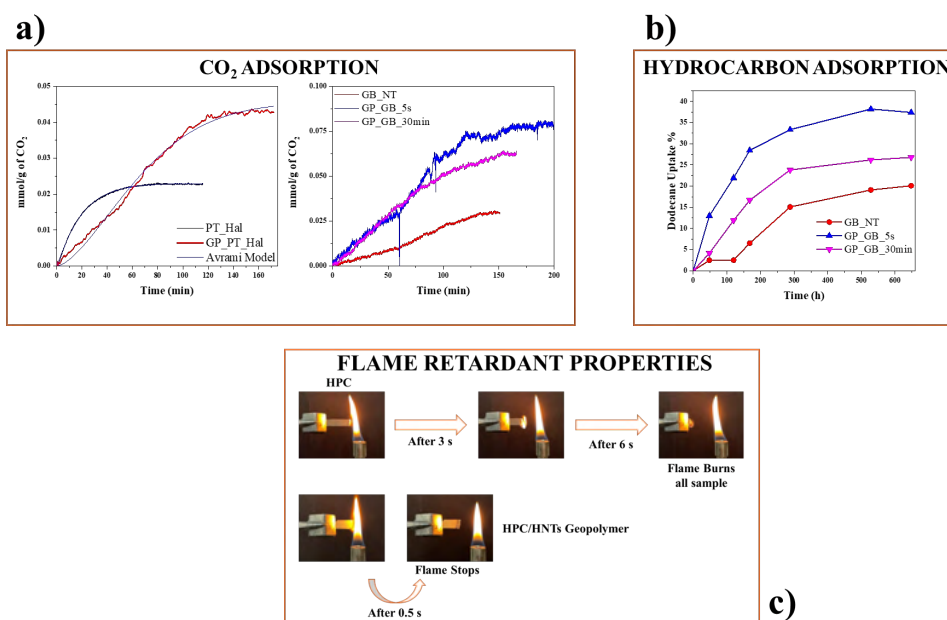 a)
CO₂ ADSORPTION
mmol/g of CO₂
0.05
0.04
0.03
0.02
0.01
0.00
0 20 40 60 80 100 120 140 160
Time (min)
PT_Hal
GP_PT_Hal
Avrami Model
mmol/g of CO₂
0.100
0.075
0.050
0.025
0.000
0 50 100 150 200
Time (min)
GB_NT
GP_GB_5s
GP_GB_30min
b)
HYDROCARBON ADSORPTION
Dodecane Uptake %
35
30
25
20
15
10
5
0
0 100 200 300 400 500 600
Time (h)
GB_NT
GP_GB_5s
GP_GB_30min
FLAME RETARDANT PROPERTIES
HPC
After 3 s
After 6 s
Flame Burns
all sample
HPC/HNTs Geopolymer
Flame Stops
After 0.5 s
c)